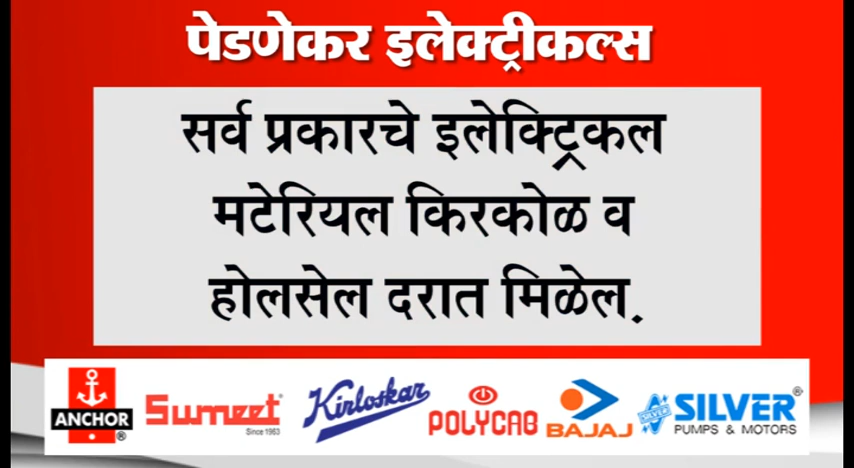 पेडणेकर इलेक्ट्रीकल्स
सर्व प्रकारचे इलेक्ट्रिकल
मटेरियल किरकोळ व
होलसेल दरात मिळेल.
ANCHOR ®
Sumeet ®
Since 1963
Kirloskar
POLYCAB
BAJAJ
SILVER ®
PUMPS & MOTORS